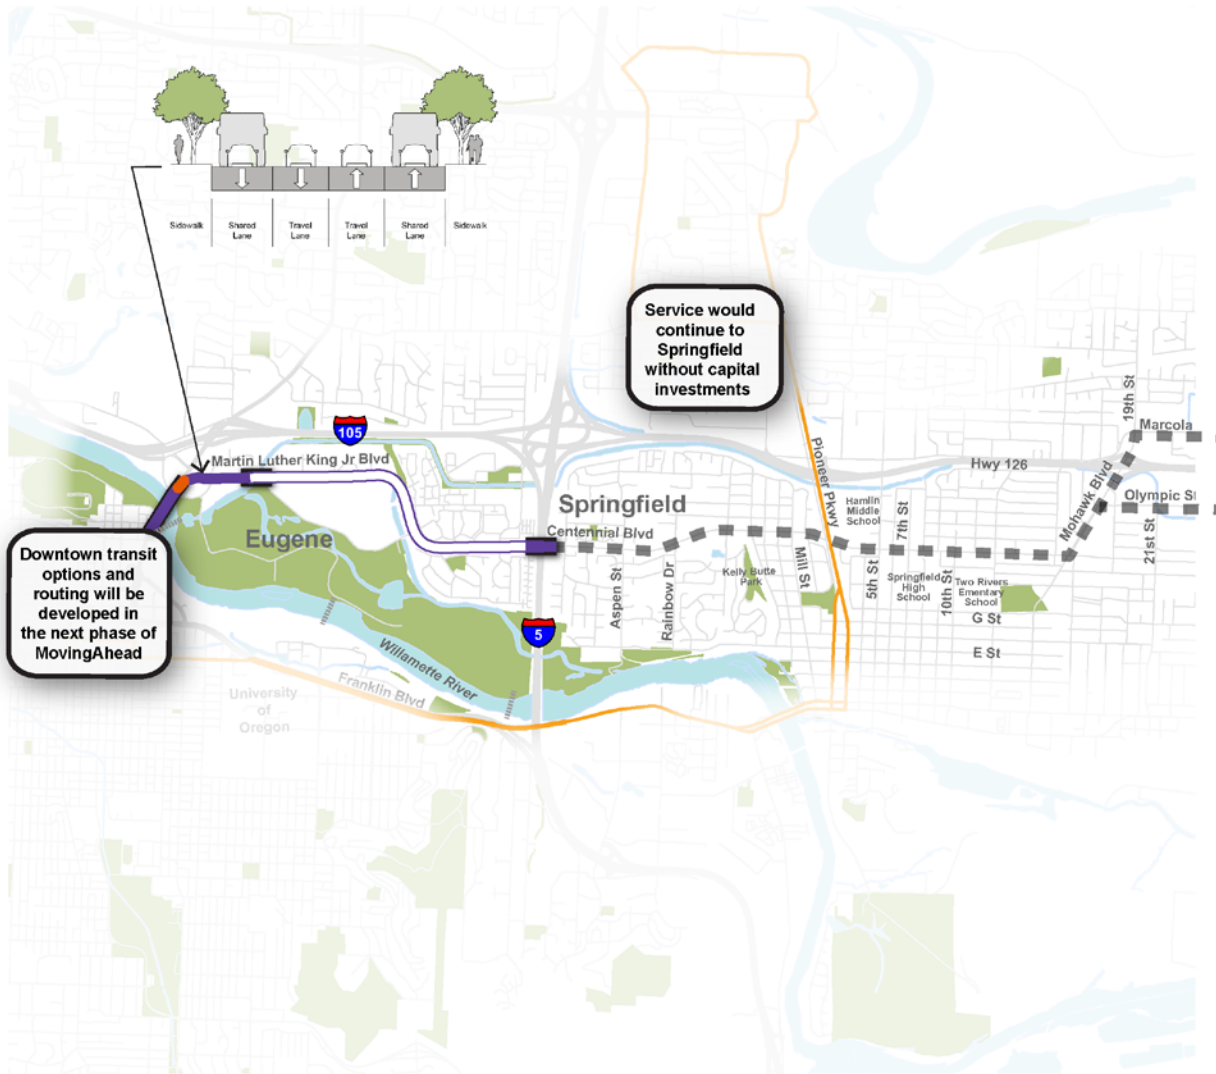 Sidewalk
Shared
Lane
Travel
Lane
Travel
Lane
Shared
Lane
Sidewalk
Service would
continue to
Springfield
without capital
investments
19th St
Marcola
105
Martin Luther King Jr Blvd
Pioneer Pkwy
Hwy 126
Mohawk Blvd
Olympic St
Springfield
Centennial Blvd
Hamlin
Middle
School
7th St
21st St
Eugene
Downtown transit
options and
routing will be
developed in
the next phase of
MovingAhead
Aspen St
Rainbow Dr
Kelly Butte
Park
Mill St
5th St
Springfield
High
School
10th St
Two Rivers
Ementary
School
G St
E St
5
Willamette River
Franklin Blvd
University
of
Oregon